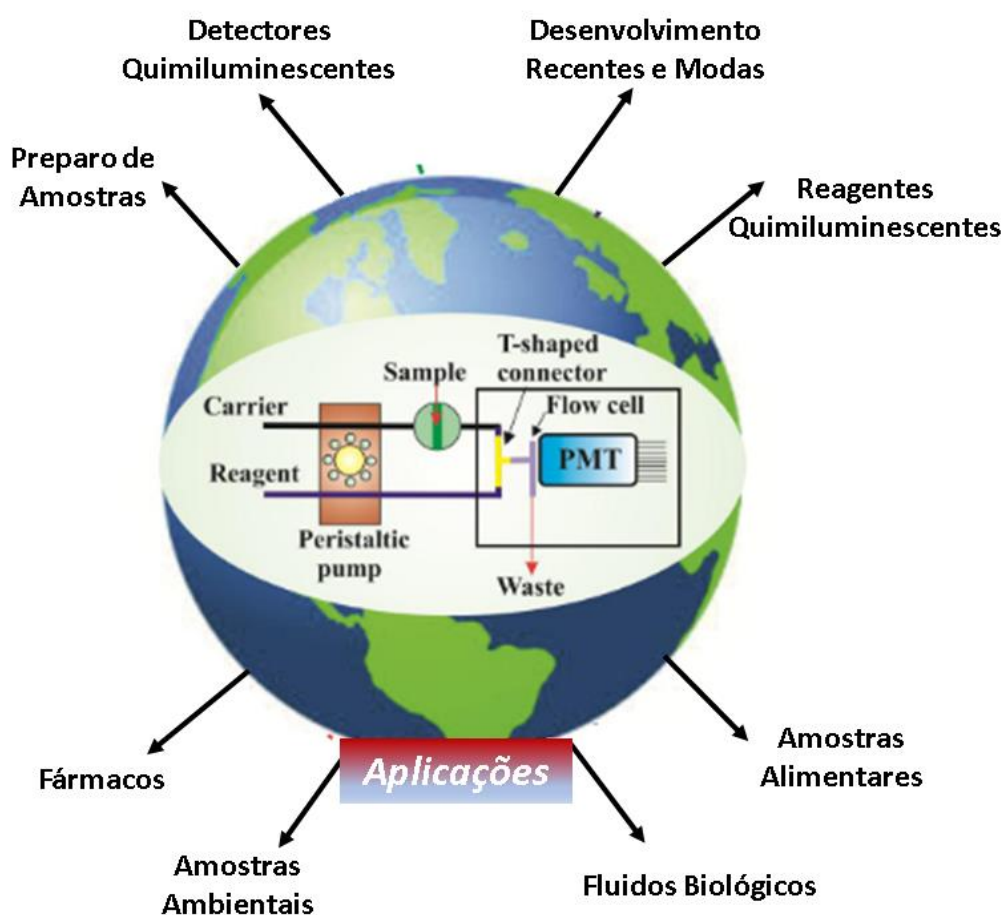 Detectores
Quimiluminescentes
Desenvolvimento
Recentes e Modas
Preparo de
Amostras
Reagentes
Quimiluminescentes
T-shaped
connector
Sample
Flow cell
Carrier
PMT
Reagent
Peristaltic
pump
Waste
Aplicações
Fármacos
Amostras
Alimentares
Amostras
Ambientais
Fluidos Biológicos